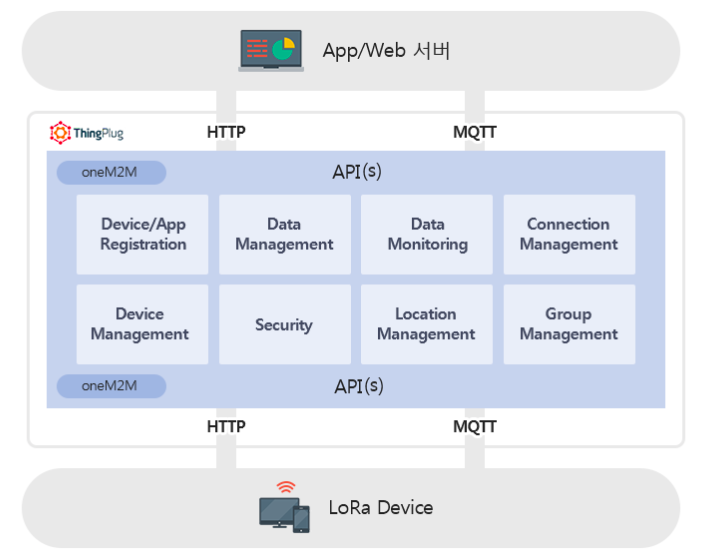 App/Web 서버
ThingPlug
HTTP
MQTT
oneM2M
API(s)
Device/App
Registration
Data
Management
Data
Monitoring
Connection
Management
Device
Management
Security
Location
Management
Group
Management
oneM2M
API(s)
HTTP
MQTT
LoRa Device